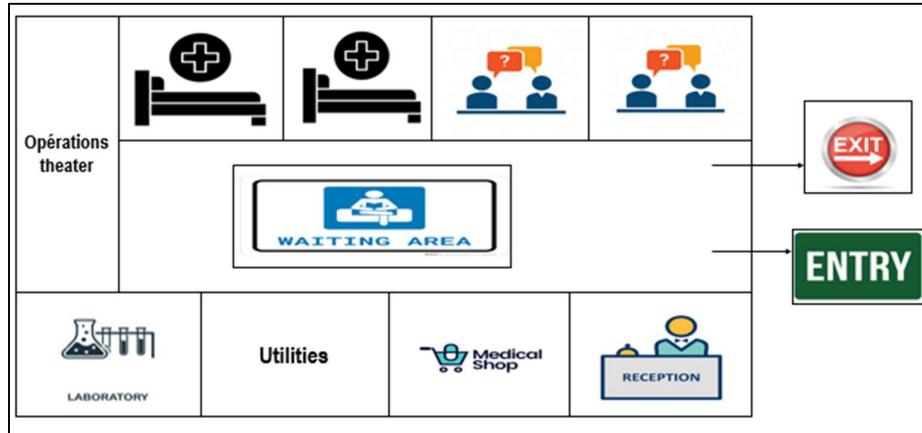 ?
?
Opérations
theater
EXIT
WAITING AREA
ENTRY
LABORATORY
Utilities
Medical
Shop
RECEPTION